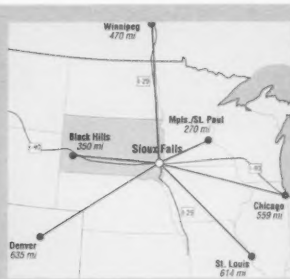 Winnipeg
470 mi
I-29
Mpls./St. Paul
270 mi
Black Hills
350 mi
Sioux Falls
I-90
I-90
Chicago
559 mi
I-29
Denver
635 mi
St. Louis
614 mi